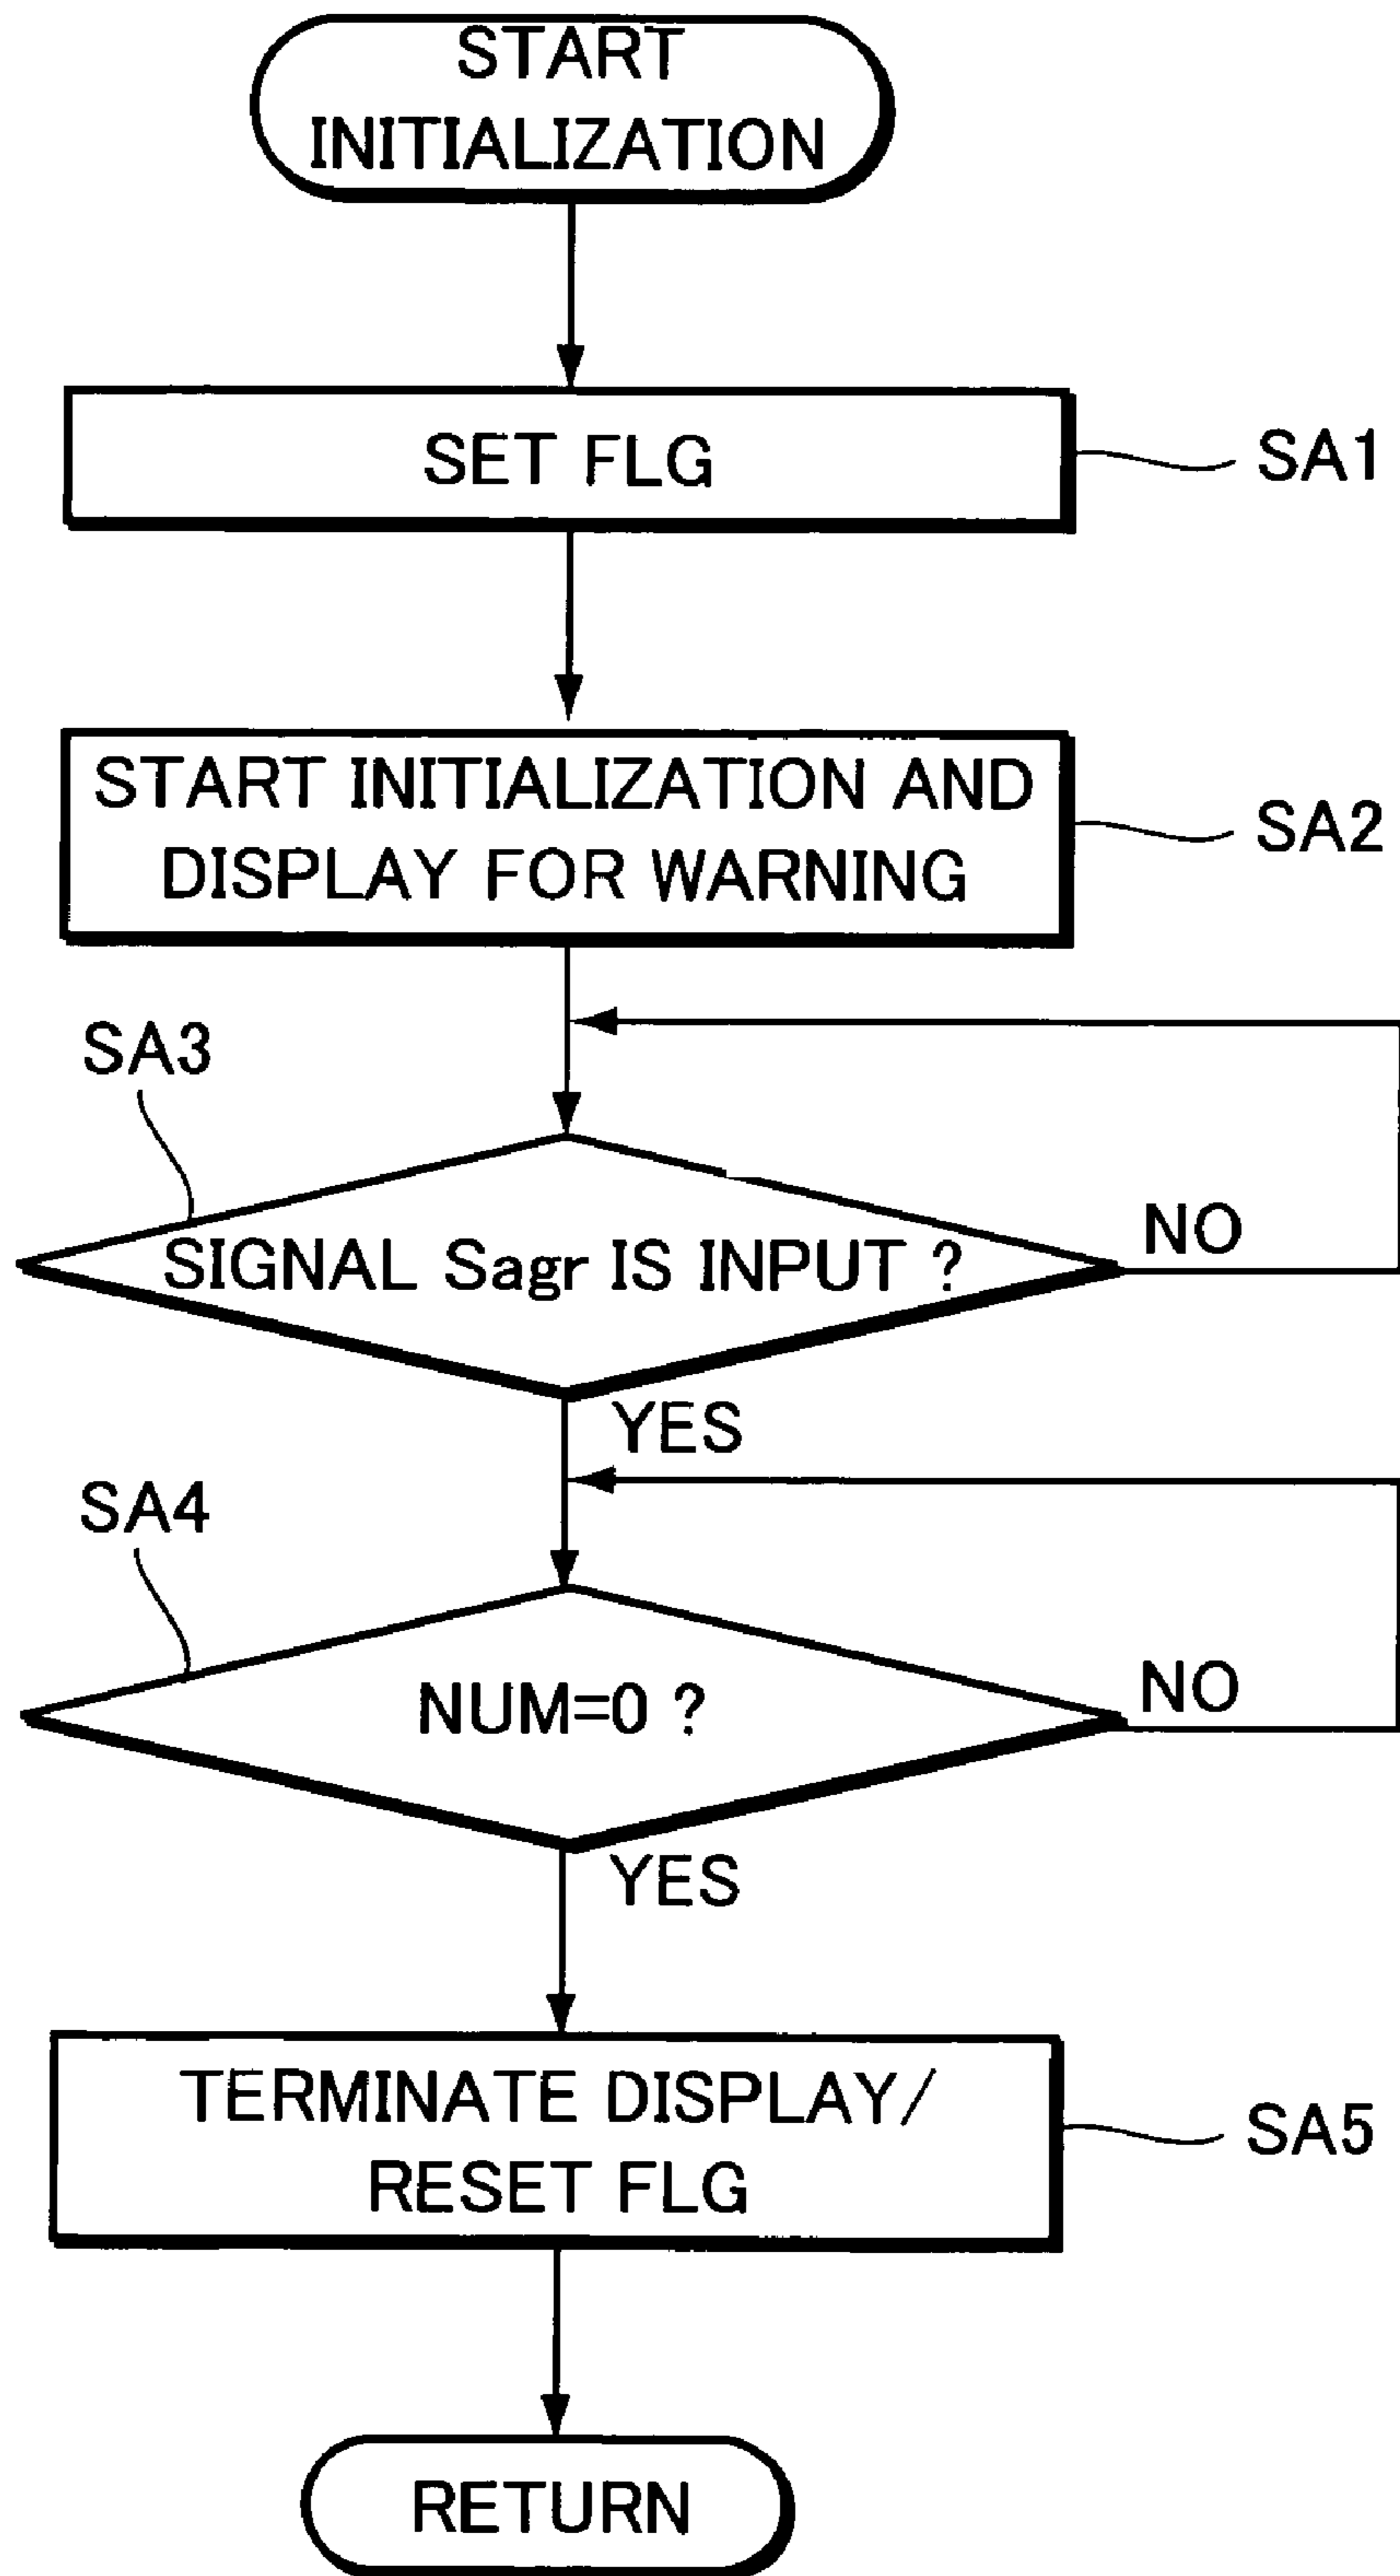 START
INITIALIZATION
SET FLG
SA1
START INITIALIZATION AND
DISPLAY FOR WARNING
SA2
SA3
SIGNAL Sagr IS INPUT ?
NO
YES
SA4
NUM=0 ?
NO
YES
TERMINATE DISPLAY/
RESET FLG
SA5
RETURN